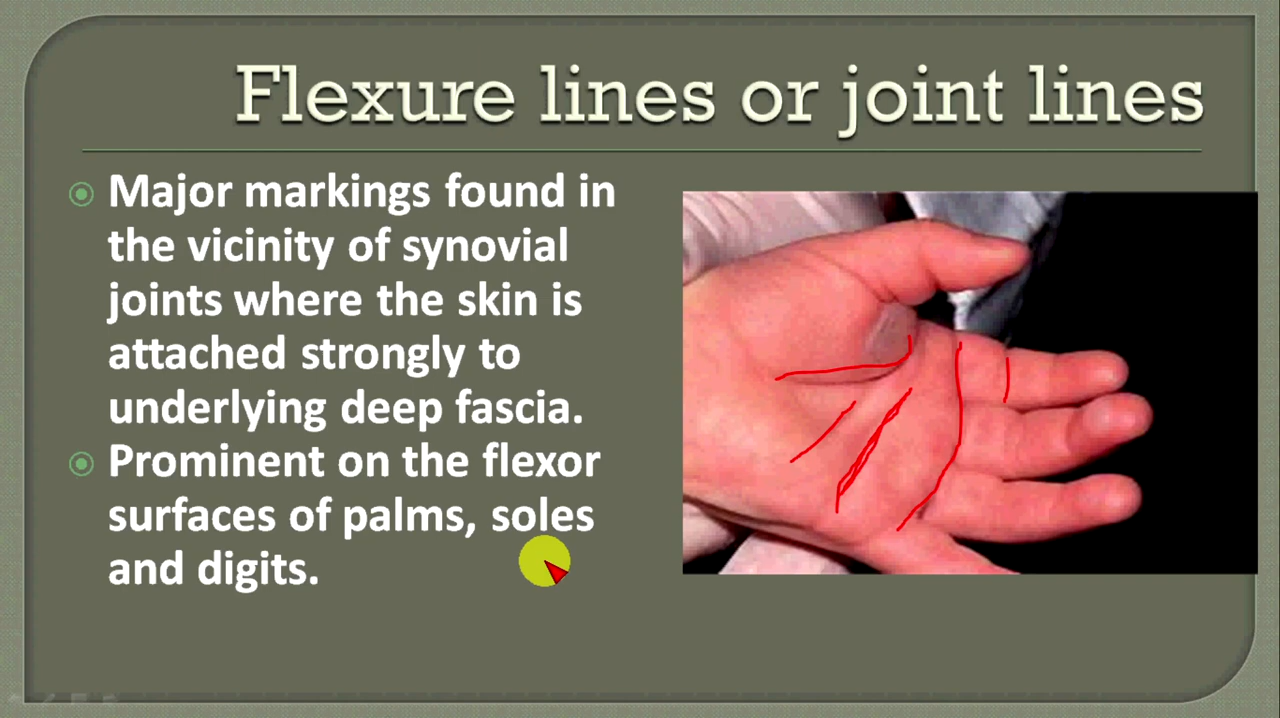 Flexure lines or joint lines
Major markings found in
the vicinity of synovial
joints where the skin is
attached strongly to
underlying deep fascia.
Prominent on the flexor
surfaces of palms, soles
and digits.